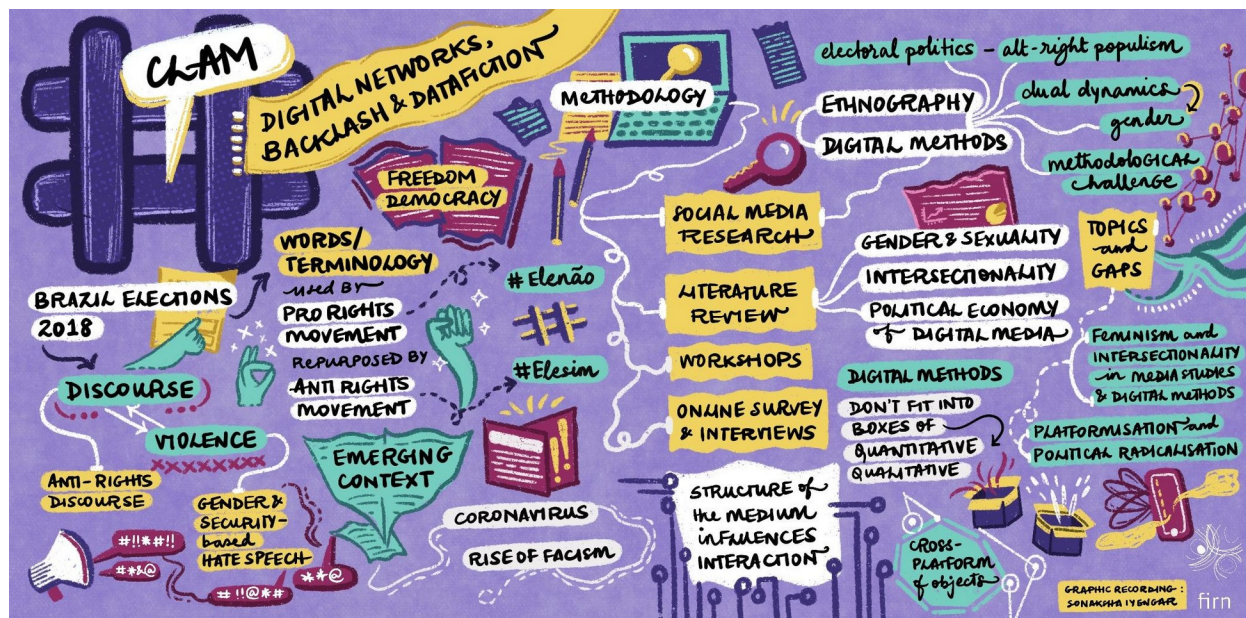 CLAM
DIGITAL NETWORKS,
BACKLASH & DATAFICTION
FREEDOM
DEMOCRACY
BRAZIL ELECTIONS
2018
WORDS/
TERMINOLOGY
used by
PRO RIGHTS
MOVEMENT
REPURPOSED BY
ANTI RIGHTS
MOVEMENT
#Elenão
#Elesim
DISCOURSE
VIOLENCE
XXXXXXXX
ANTI-RIGHTS
DISCOURSE
GENDER &
SECURITY-
based
HATE SPEECH
#!!*#!!
#*&@
#!!@*#
**@
EMERGING
CONTEXT
CORONAVIRUS
RISE OF FACISM
METHODOLOGY
ETHNOGRAPHY
DIGITAL METHODS
electoral politics - alt-right populism
dual dynamics
gender
methodological
challenge
SOCIAL MEDIA
RESEARCH
LITERATURE
REVIEW
WORKSHOPS
ONLINE SURVEY
& INTERVIEWS
GENDER & SEXUALITY
INTERSECTIONALITY
POLITICAL ECONOMY
of DIGITAL MEDIA
TOPICS
and
GAPS
FEMINISM and
INTERSECTIONALITY
in MEDIA STUDIES
& DIGITAL METHODS
PLATFORMISATION and
POLITICAL RADICALISATION
DIGITAL METHODS
DON'T FIT INTO
BOXES OF
QUANTITATIVE
QUALITATIVE
STRUCTURE of
the MEDIUM
INFLUENCES
INTERACTION
CROSS-
PLATFORM
of objects
GRAPHIC RECORDING:
SONAKSHA IYENGAR
firn